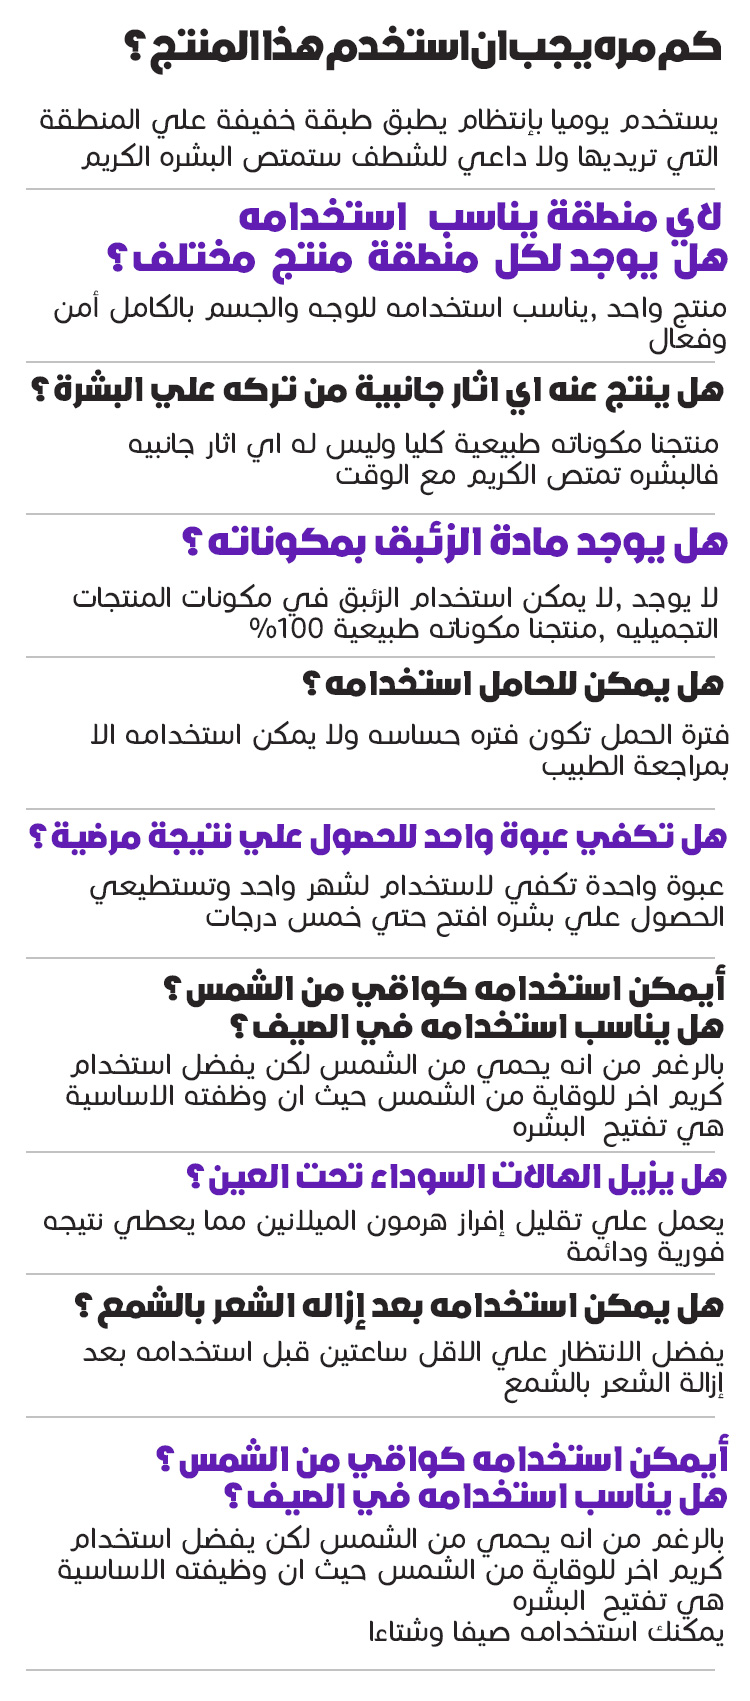 كم مره يجب ان استخدم هذا المنتج ؟
يستخدم يوميا بإنتظام يطبق طبقة خفيفة علي المنطقة
التي تريديها ولا داعي للشطف ستمتص البشره الكريم
لاي منطقة يناسب استخدامه
هل يوجد لكل منطقة منتج مختلف ؟
منتج واحد ,يناسب استخدامه للوجه والجسم بالكامل أمن
وفعال
هل ينتج عنه اي اثار جانبية من تركه علي البشرة ؟
منتجنا مكوناته طبيعية كليا وليس له اي اثار جانبيه
فالبشره تمتص الكريم مع الوقت
هل يوجد مادة الزئبق بمكوناته ؟
لا يوجد ,لا يمكن استخدام الزئبق في مكونات المنتجات
التجميليه ,منتجنا مكوناته طبيعية 100%
هل يمكن للحامل استخدامه ؟
فترة الحمل تكون فتره حساسه ولا يمكن استخدامه الا
بمراجعة الطبيب
هل تكفي عبوة واحد للحصول علي نتيجة مرضية ؟
عبوة واحدة تكفي لاستخدام لشهر واحد وتستطيعي
الحصول علي بشره افتح حتي خمس درجات
أيمكن استخدامه كواقي من الشمس ؟
هل يناسب استخدامه في الصيف ؟
بالرغم من انه يحمي من الشمس لكن يفضل استخدام
كريم اخر للوقاية من الشمس حيث ان وظفته الاساسية
هي تفتيح البشره
هل يزيل الهالات السوداء تحت العين ؟
يعمل علي تقليل إفراز هرمون الميلانين مما يعطي نتيجه
فورية ودائمة
هل يمكن استخدامه بعد إزاله الشعر بالشمع ؟
يفضل الانتظار علي الاقل ساعتين قبل استخدامه بعد
إزالة الشعر بالشمع
أيمكن استخدامه كواقي من الشمس ؟
هل يناسب استخدامه في الصيف ؟
بالرغم من انه يحمي من الشمس لكن يفضل استخدام
كريم اخر للوقاية من الشمس حيث ان وظيفته الاساسية
هي تفتيح البشره
يمكنك استخدامه صيفا وشتاءا